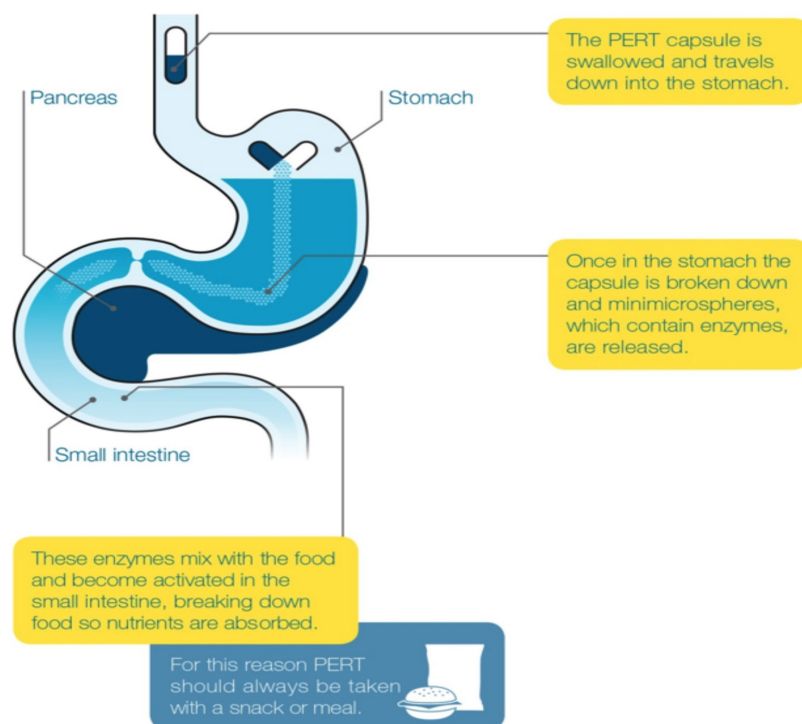 The PERT capsule is
swallowed and travels
down into the stomach.
Pancreas
Stomach
Once in the stomach the
capsule is broken down
and minimicrospheres,
which contain enzymes,
are released.
Small intestine
These enzymes mix with the food
and become activated in the
small intestine, breaking down
food so nutrients are absorbed.
For this reason PERT
should always be taken
with a snack or meal.